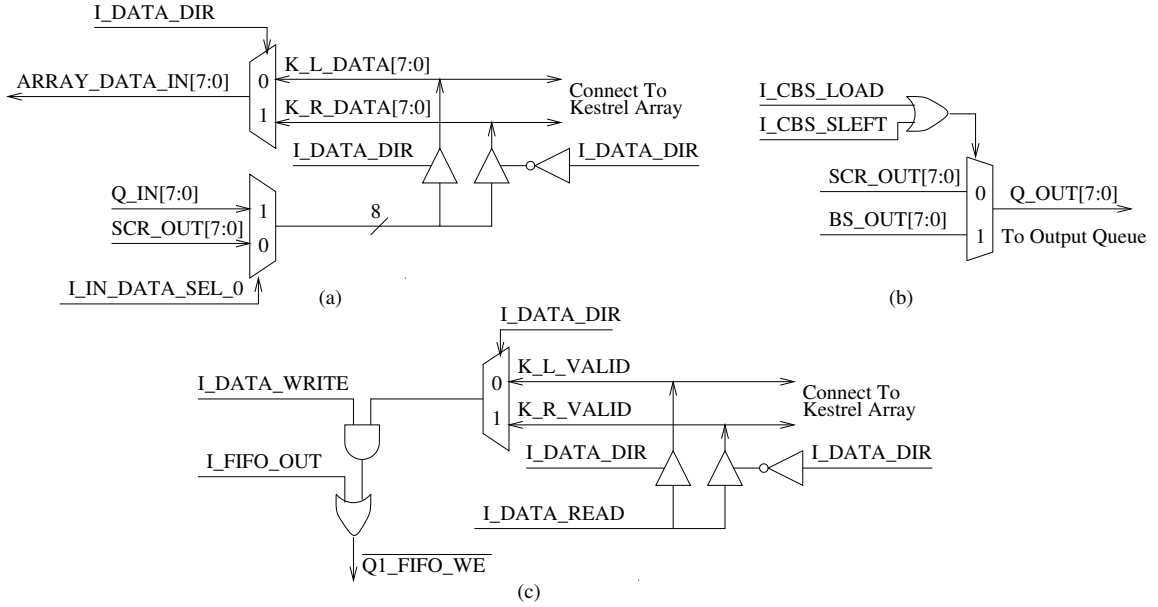 I_DATA_DIR
ARRAY_DATA_IN[7:0]
0
1
K_L_DATA[7:0]
K_R_DATA[7:0]
Connect To
Kestrel Array
I_DATA_DIR
I_DATA_DIR
Q_IN[7:0]
SCR_OUT[7:0]
1
0
8
I_IN_DATA_SEL_0
(a)
I_CBS_LOAD
I_CBS_SLEFT
SCR_OUT[7:0]
BS_OUT[7:0]
0
1
Q_OUT[7:0]
To Output Queue
(b)
I_DATA_DIR
I_DATA_WRITE
0
1
K_L_VALID
K_R_VALID
Connect To
Kestrel Array
I_DATA_DIR
I_DATA_DIR
I_FIFO_OUT
I_DATA_READ
Q1_FIFO_WE
(c)